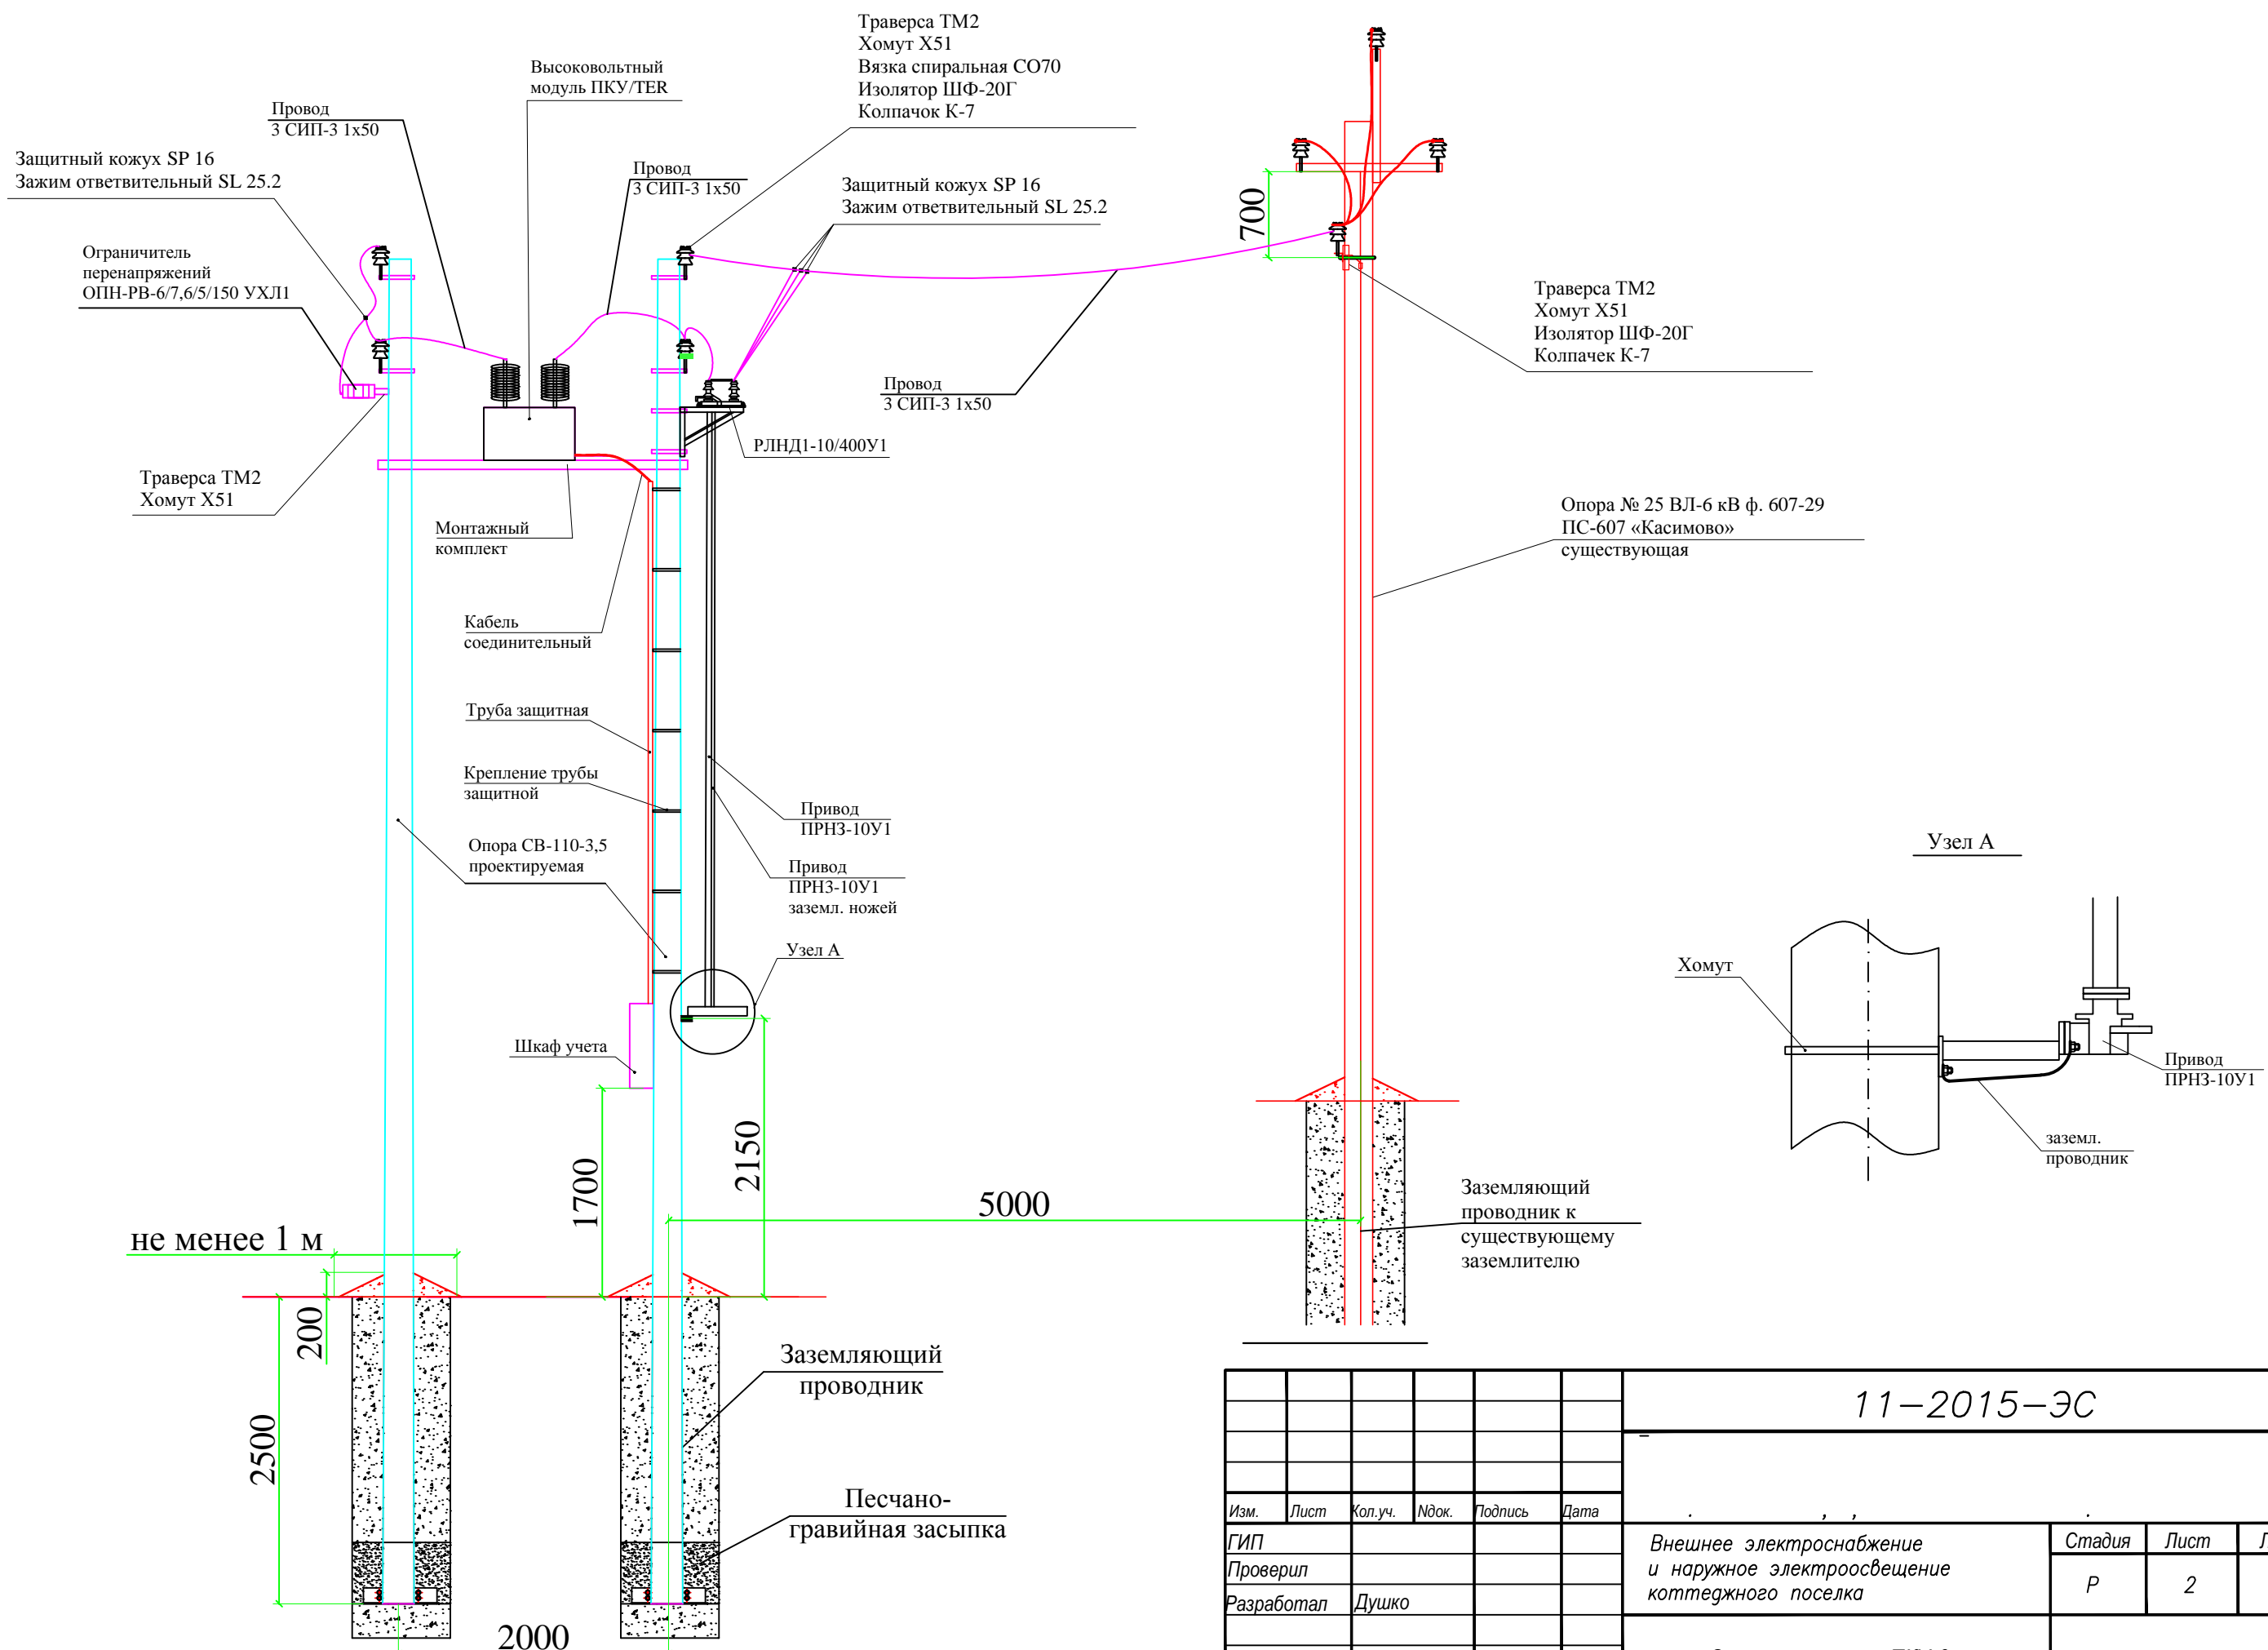 Траверса ТМ2
Хомут Х51
Вязка спиральная СО70
Изолятор ШФ-20Г
Колпачок К-7
Высоковольтный
модуль ПКУ/TER
Провод
3 СИП-3 1х50
Защитный кожух SP 16
Зажим ответвительный SL 25.2
Провод
3 СИП-3 1х50
Защитный кожух SP 16
Зажим ответвительный SL 25.2
700
Ограничитель
перенапряжений
ОПН-РВ-6/7,6/5/150 УХЛ1
Траверса ТМ2
Хомут Х51
Изолятор ШФ-20Г
Колпачек К-7
Провод
3 СИП-3 1х50
РЛНД1-10/400У1
Траверса ТМ2
Хомут Х51
Монтажный
комплект
Опора № 25 ВЛ-6 кВ ф. 607-29
ПС-607 «Касимово»
существующая
Кабель
соединительный
Труба защитная
Крепление трубы
защитной
Привод
ПРНЗ-10У1
Опора СВ-110-3,5
проектируемая
Привод
ПРНЗ-10У1
заземл. ножей
Узел А
Узел А
Хомут
Шкаф учета
Привод
ПРНЗ-10У1
заземл.
проводник
1700
2150
5000
Заземляющий
проводник к
существующему
заземлителю
не менее 1 м
200
2500
Заземляющий
проводник
Песчано-
гравийная засыпка
2000
11-2015-ЭС
Изм. Лист Кол.уч. Nдок. Подпись Дата
ГИП
Проверил
Разработал Душко
Внешнее электроснабжение
и наружное электроосвещение
коттеджного поселка
Стадия Лист
Р 2